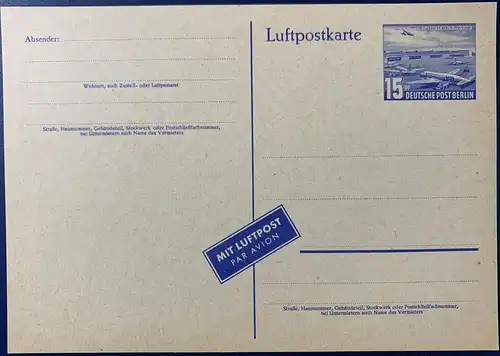 Absender:
Wohnort, auch Zustell- oder Leitpostamt
Straße, Hausnummer, Gebäudeteil, Stockwerk oder Postschließfachnummer,
bei Untermietern auch Name des Vermieters
Luftpostkarte
15
DEUTSCHE POST BERLIN
MIT LUFTPOST
PAR AVION
Straße, Hausnummer, Gebäudeteil, Stockwerk oder Postschließfachnummer,
bei Untermietern auch Name des Vermieters